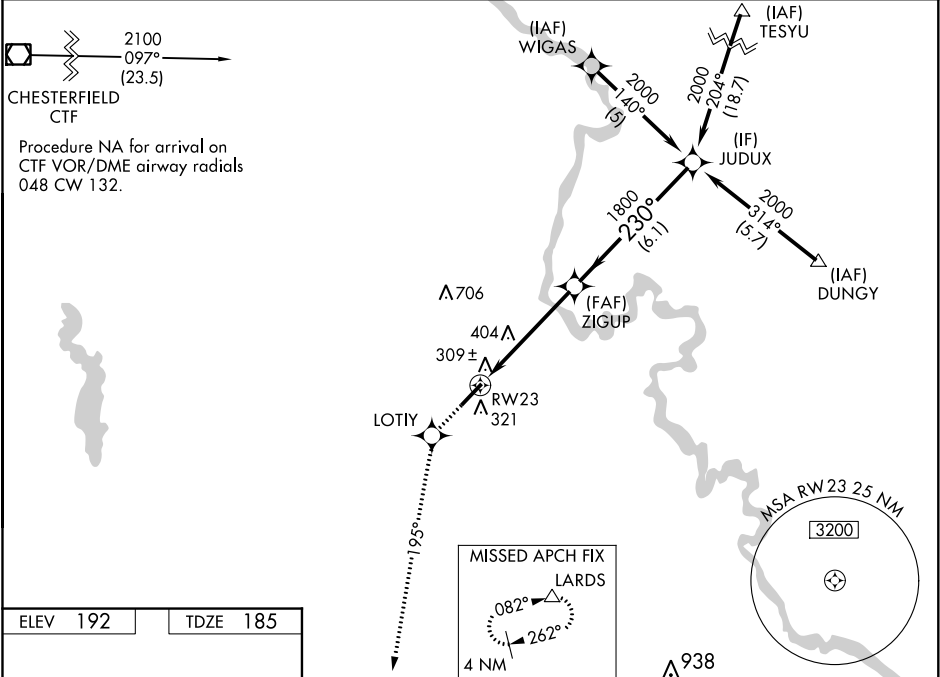 2100
097°
(23.5)
CHESTERFIELD
CTF
Procedure NA for arrival on
CTF VOR/DME airway radials
048 CW 132.
(IAF)
WIGAS
2000
140°
(5)
(IAF)
TESYU
2000
204°
(18.7)
(IF)
JUDUX
1800
230°
(6.1)
2000
314°
(5.7)
(IAF)
DUNGY
(FAF)
ZIGUP
706
404
309±
RW23
321
LOTIY
195°
MSA RW23 25 NM
3200
MISSED APCH FIX
LARDS
082°
262°
4 NM
938
ELEV 192
TDZE 185